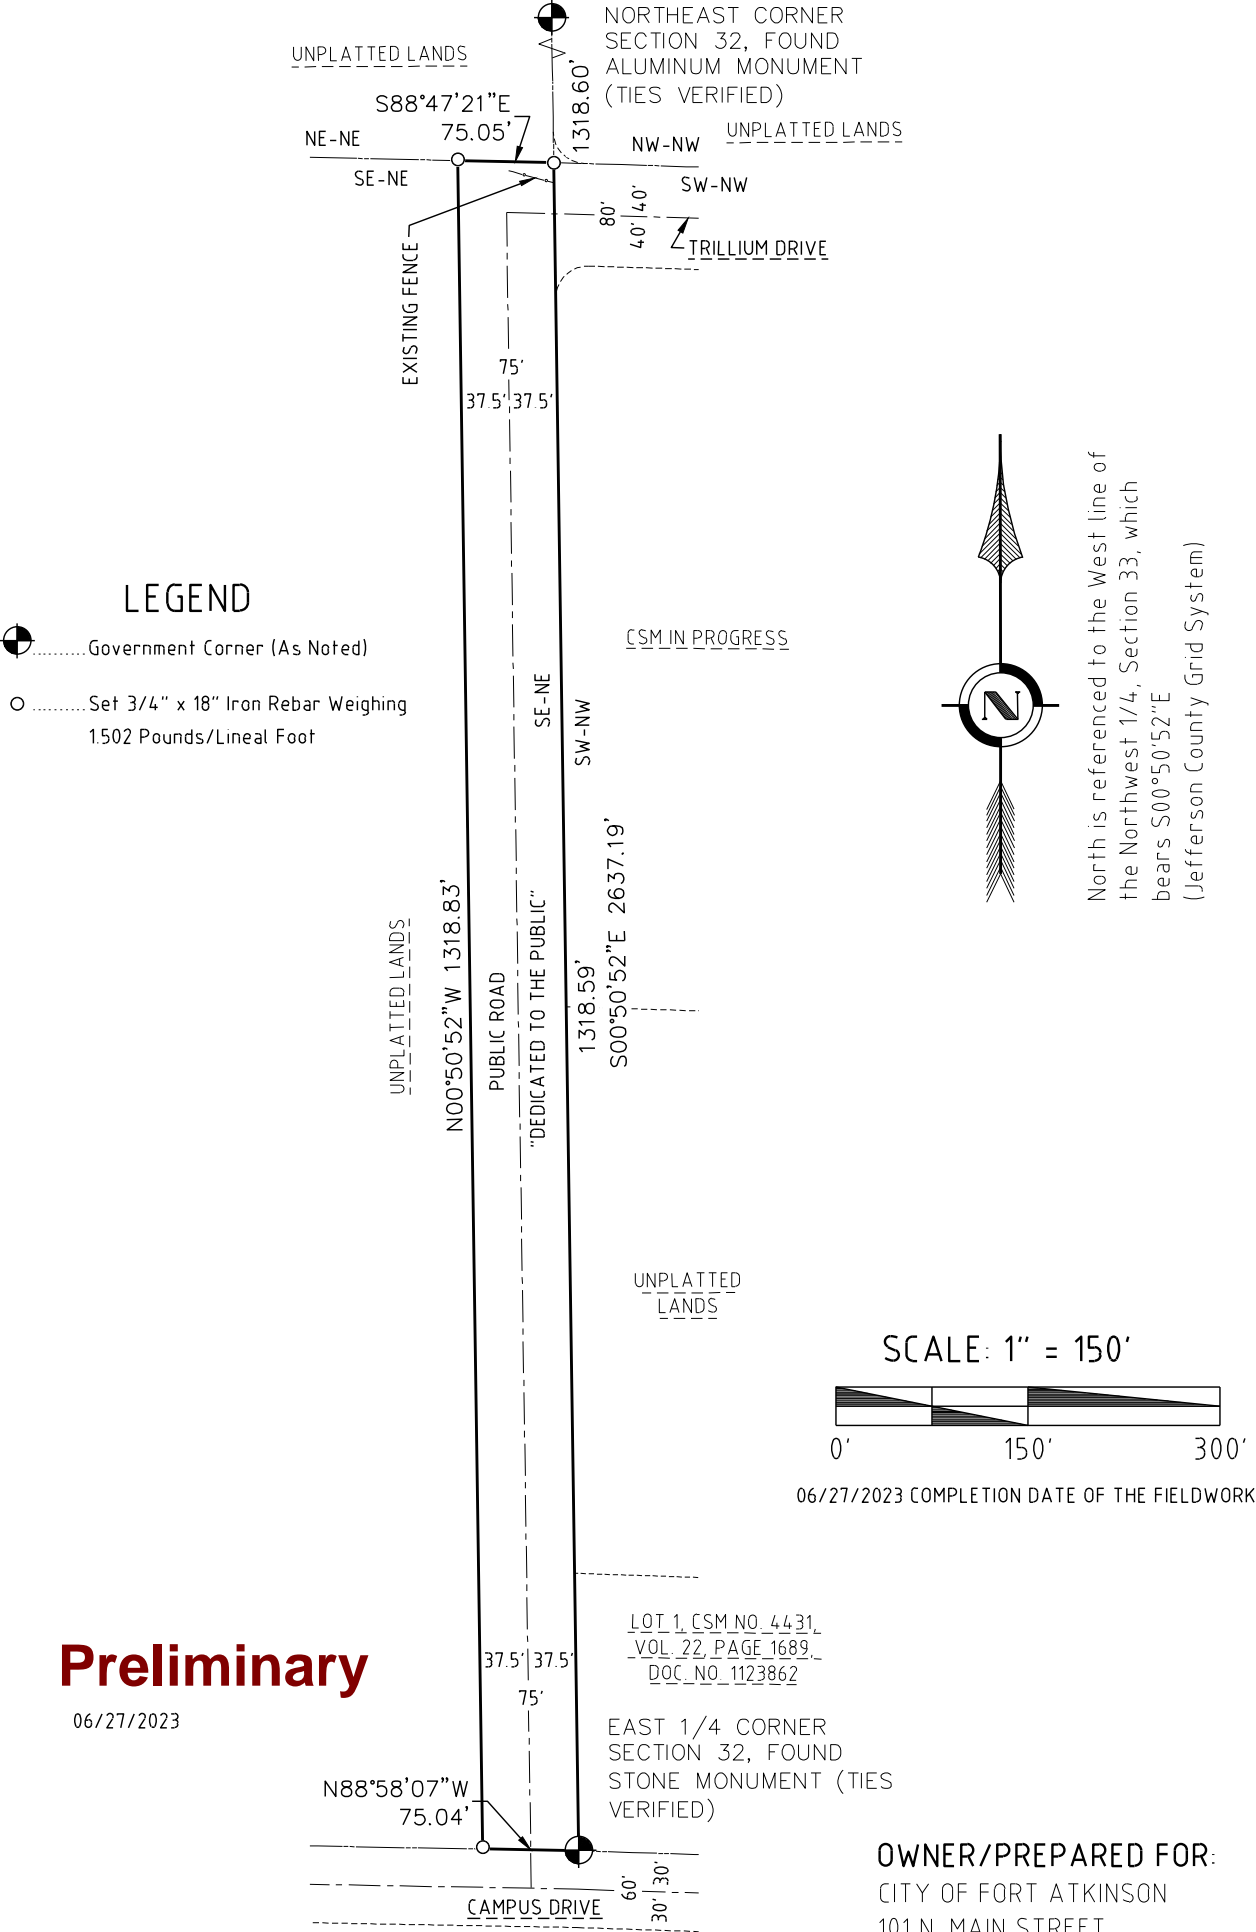 NORTHEAST CORNER
SECTION 32, FOUND
ALUMINUM MONUMENT
(TIES VERIFIED)
UNPLATTED LANDS
S88°47'21"E
75.05'
1318.60'
UNPLATTED LANDS
NE-NE
NW-NW
SE-NE
SW-NW
80'
40' 40'
TRILLIUM DRIVE
EXISTING FENCE
75'
37.5' 37.5'
North is referenced to the West line of
the Northwest 1/4, Section 33, which
bears S00°50'52"E
(Jefferson County Grid System)
N
LEGEND
..........Government Corner (As Noted)
..........Set 3/4" x 18" Iron Rebar Weighing
1.502 Pounds/Lineal Foot
CSM IN PROGRESS
SE-NE
SW-NW
UNPLATTED LANDS
N00°50'52"W 1318.83'
PUBLIC ROAD
"DEDICATED TO THE PUBLIC"
1318.59'
S00°50'52"E 2637.19'
UNPLATTED
LANDS
SCALE: 1" = 150'
0' 150' 300'
06/27/2023 COMPLETION DATE OF THE FIELDWORK
LOT 1, CSM NO. 4431,
VOL. 22, PAGE 1689,
DOC. NO. 1123862
Preliminary
06/27/2023
37.5' 37.5'
75'
EAST 1/4 CORNER
SECTION 32, FOUND
STONE MONUMENT (TIES
VERIFIED)
N88°58'07"W
75.04'
60'
30' 30'
CAMPUS DRIVE
OWNER/PREPARED FOR:
CITY OF FORT ATKINSON
101 N. MAIN STREET